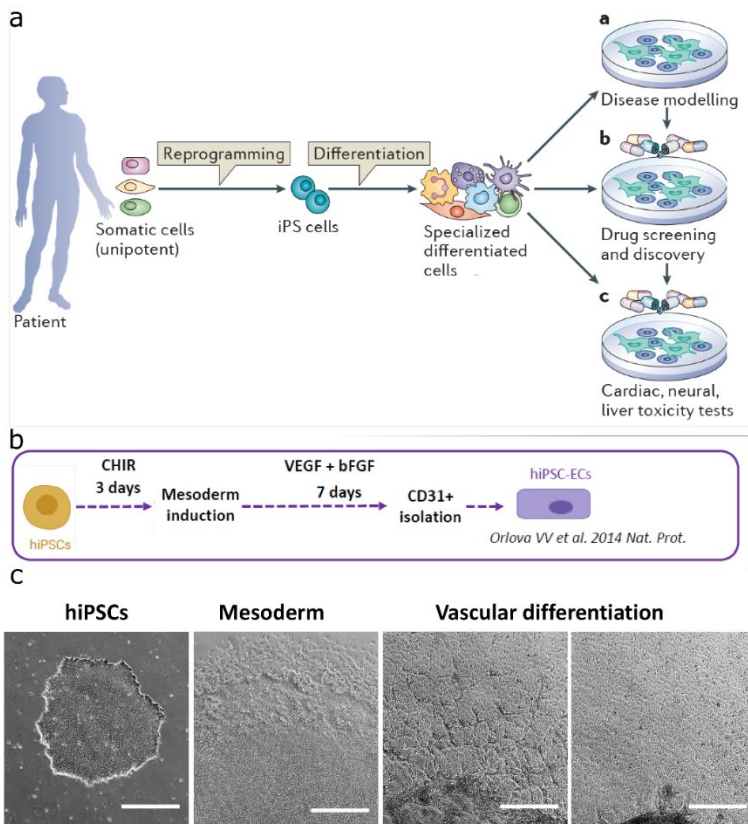 a
Patient
Somatic cells
(unipotent)
Reprogramming
iPS cells
Differentiation
Specialized
differentiated
cells
a
Disease modelling
b
Drug screening
and discovery
c
Cardiac, neural,
liver toxicity tests
b
hiPSCs
CHIR
3 days
Mesoderm
induction
VEGF + bFGF
7 days
CD31+
isolation
hiPSC-ECs
Orlova VV et al. 2014 Nat. Prot.
c
hiPSCs
Mesoderm
Vascular differentiation